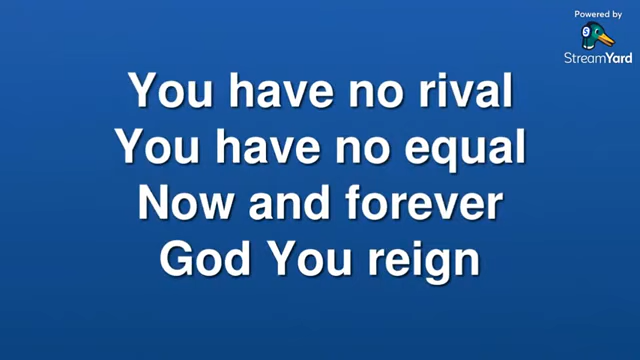 Powered by
StreamYard
You have no rival
You have no equal
Now and forever
God You reign